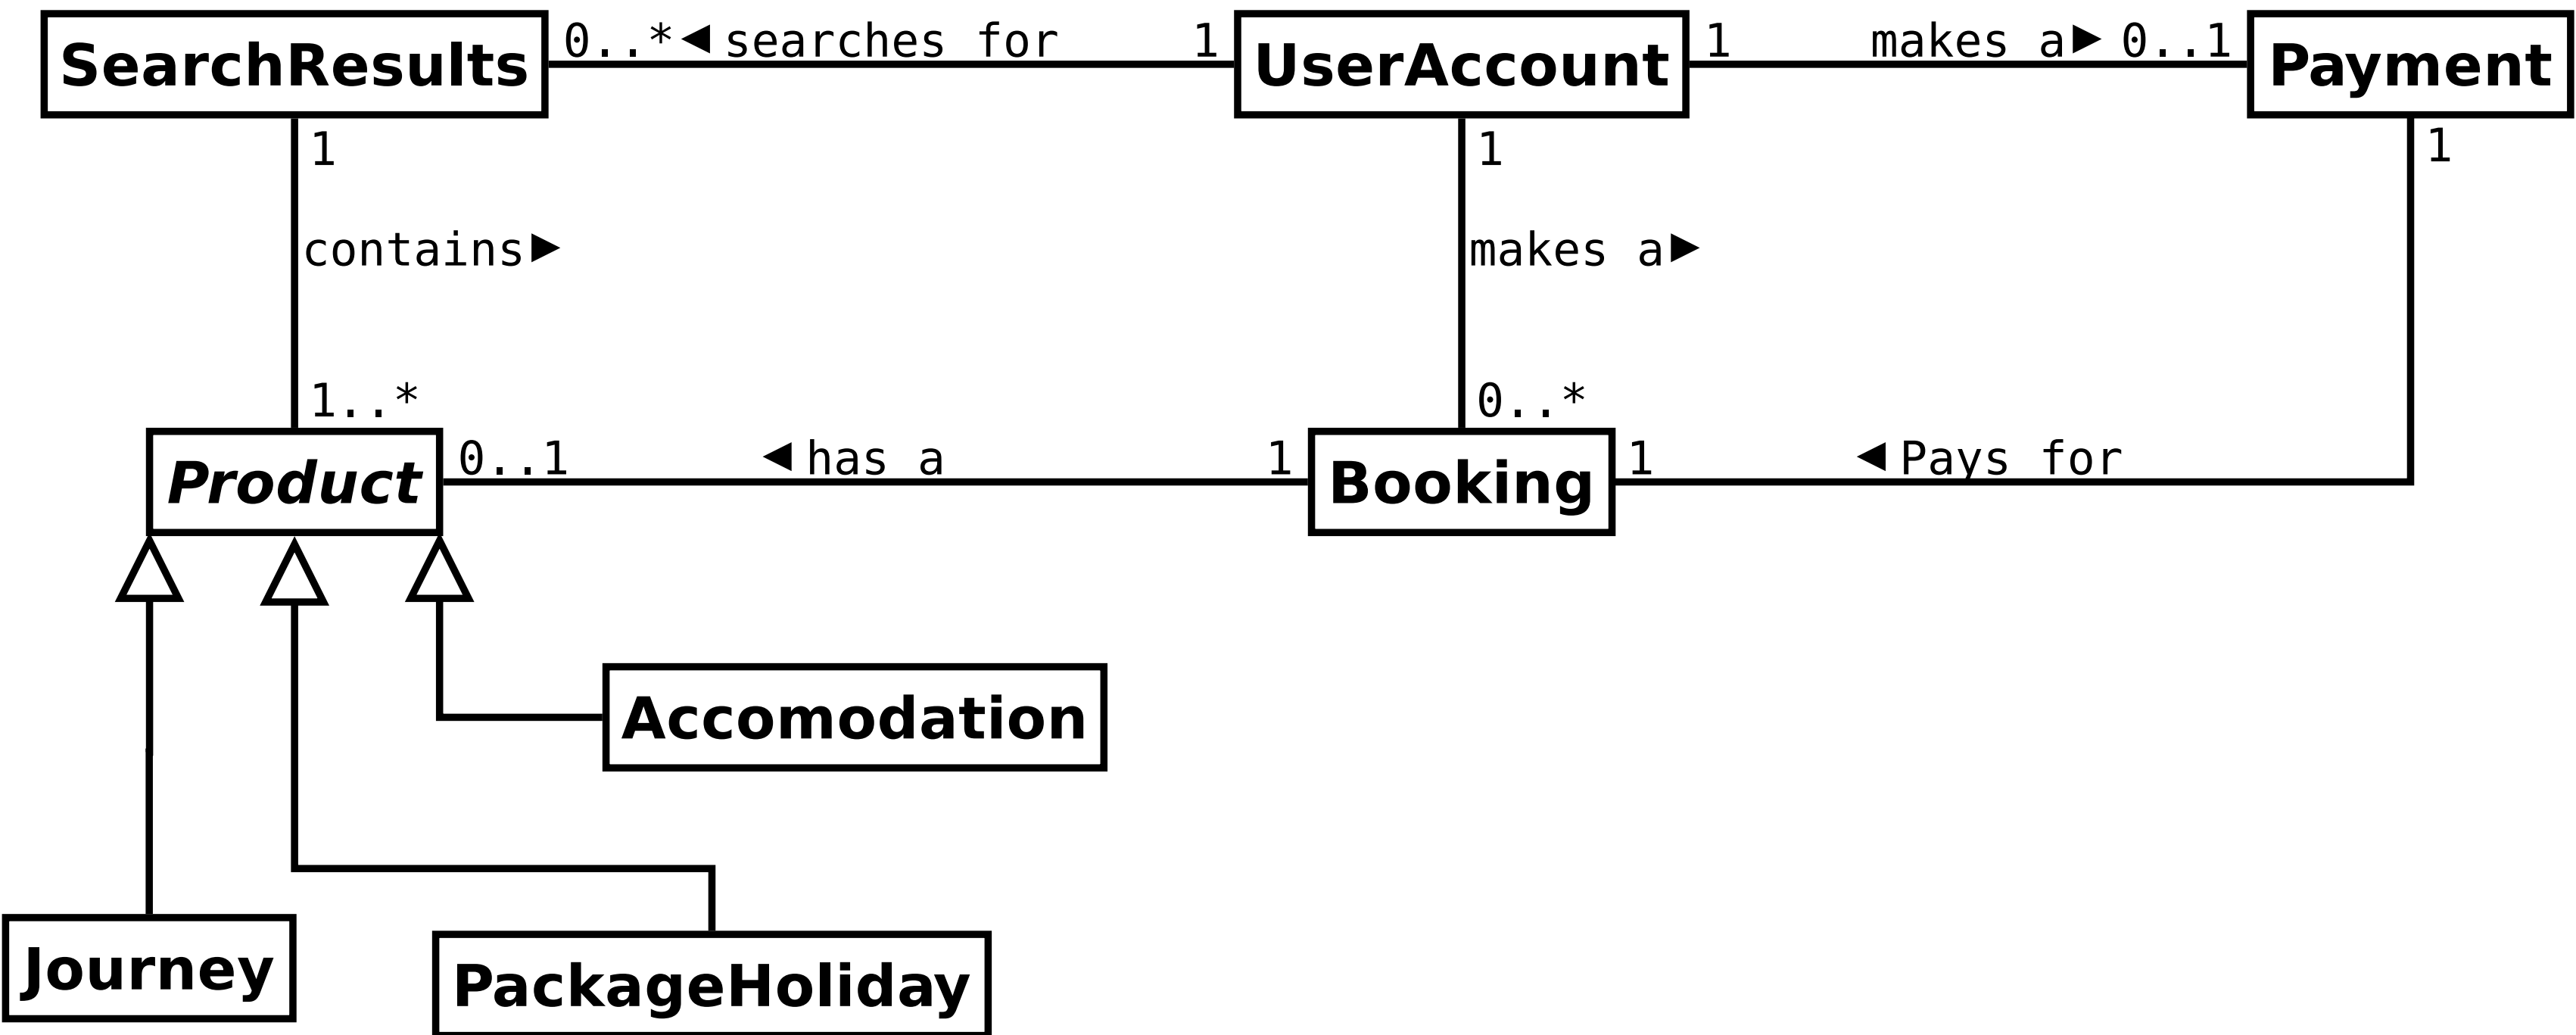 SearchResults 0..*◄ searches for 1 UserAccount 1 makes a► 0..1 Payment
1 1 1
contains► makes a►
1..* 0..*
Product 0..1 ◄ has a 1 Booking 1 ◄ Pays for
Accomodation
Journey
PackageHoliday